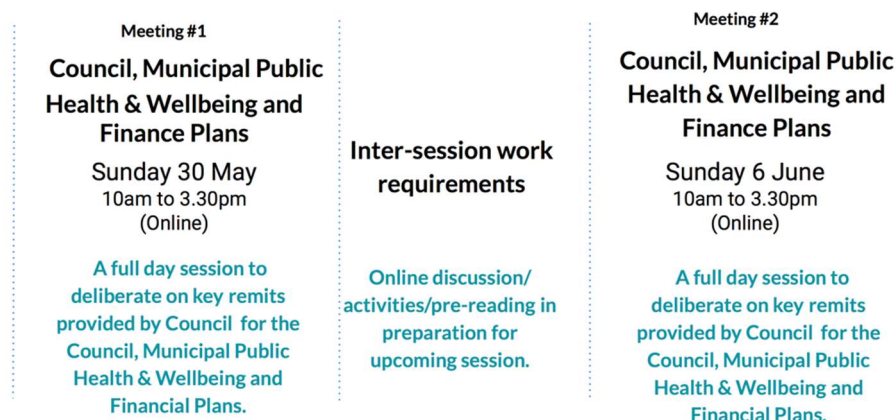 Meeting #1
Council, Municipal Public
Health & Wellbeing and
Finance Plans
Sunday 30 May
10am to 3.30pm
(Online)
A full day session to
deliberate on key remits
provided by Council for the
Council, Municipal Public
Health & Wellbeing and
Financial Plans.
Inter-session work
requirements
Online discussion/
activities/pre-reading in
preparation for
upcoming session.
Meeting #2
Council, Municipal Public
Health & Wellbeing and
Finance Plans
Sunday 6 June
10am to 3.30pm
(Online)
A full day session to
deliberate on key remits
provided by Council for the
Council, Municipal Public
Health & Wellbeing and
Financial Plans.